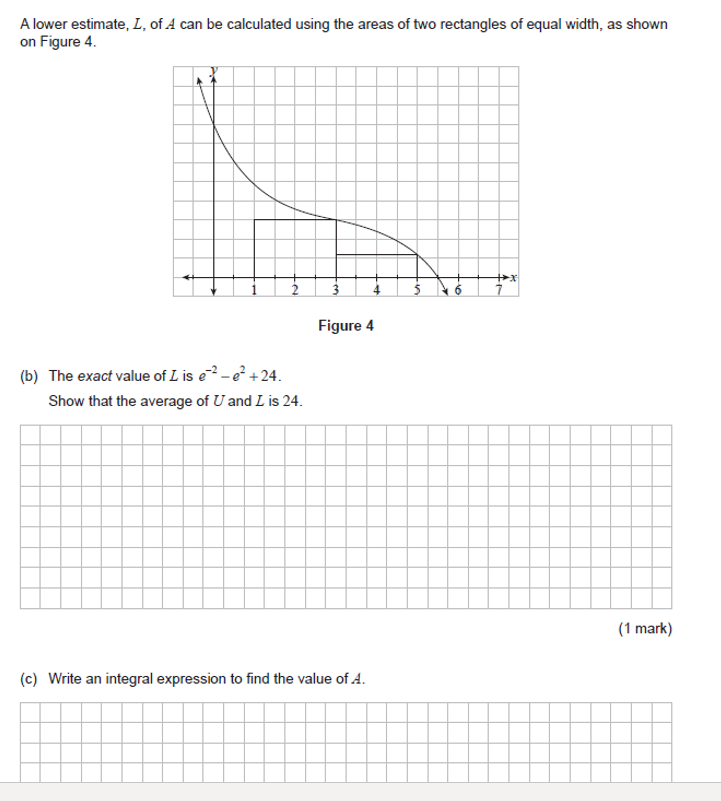 A lower estimate, L, of A can be calculated using the areas of two rectangles of equal width, as shown
on Figure 4.
y
x
1 2 3 4 5 6 7
Figure 4
(b) The exact value of L is e⁻² – e² + 24.
Show that the average of U and L is 24.
(1 mark)
(c) Write an integral expression to find the value of A.